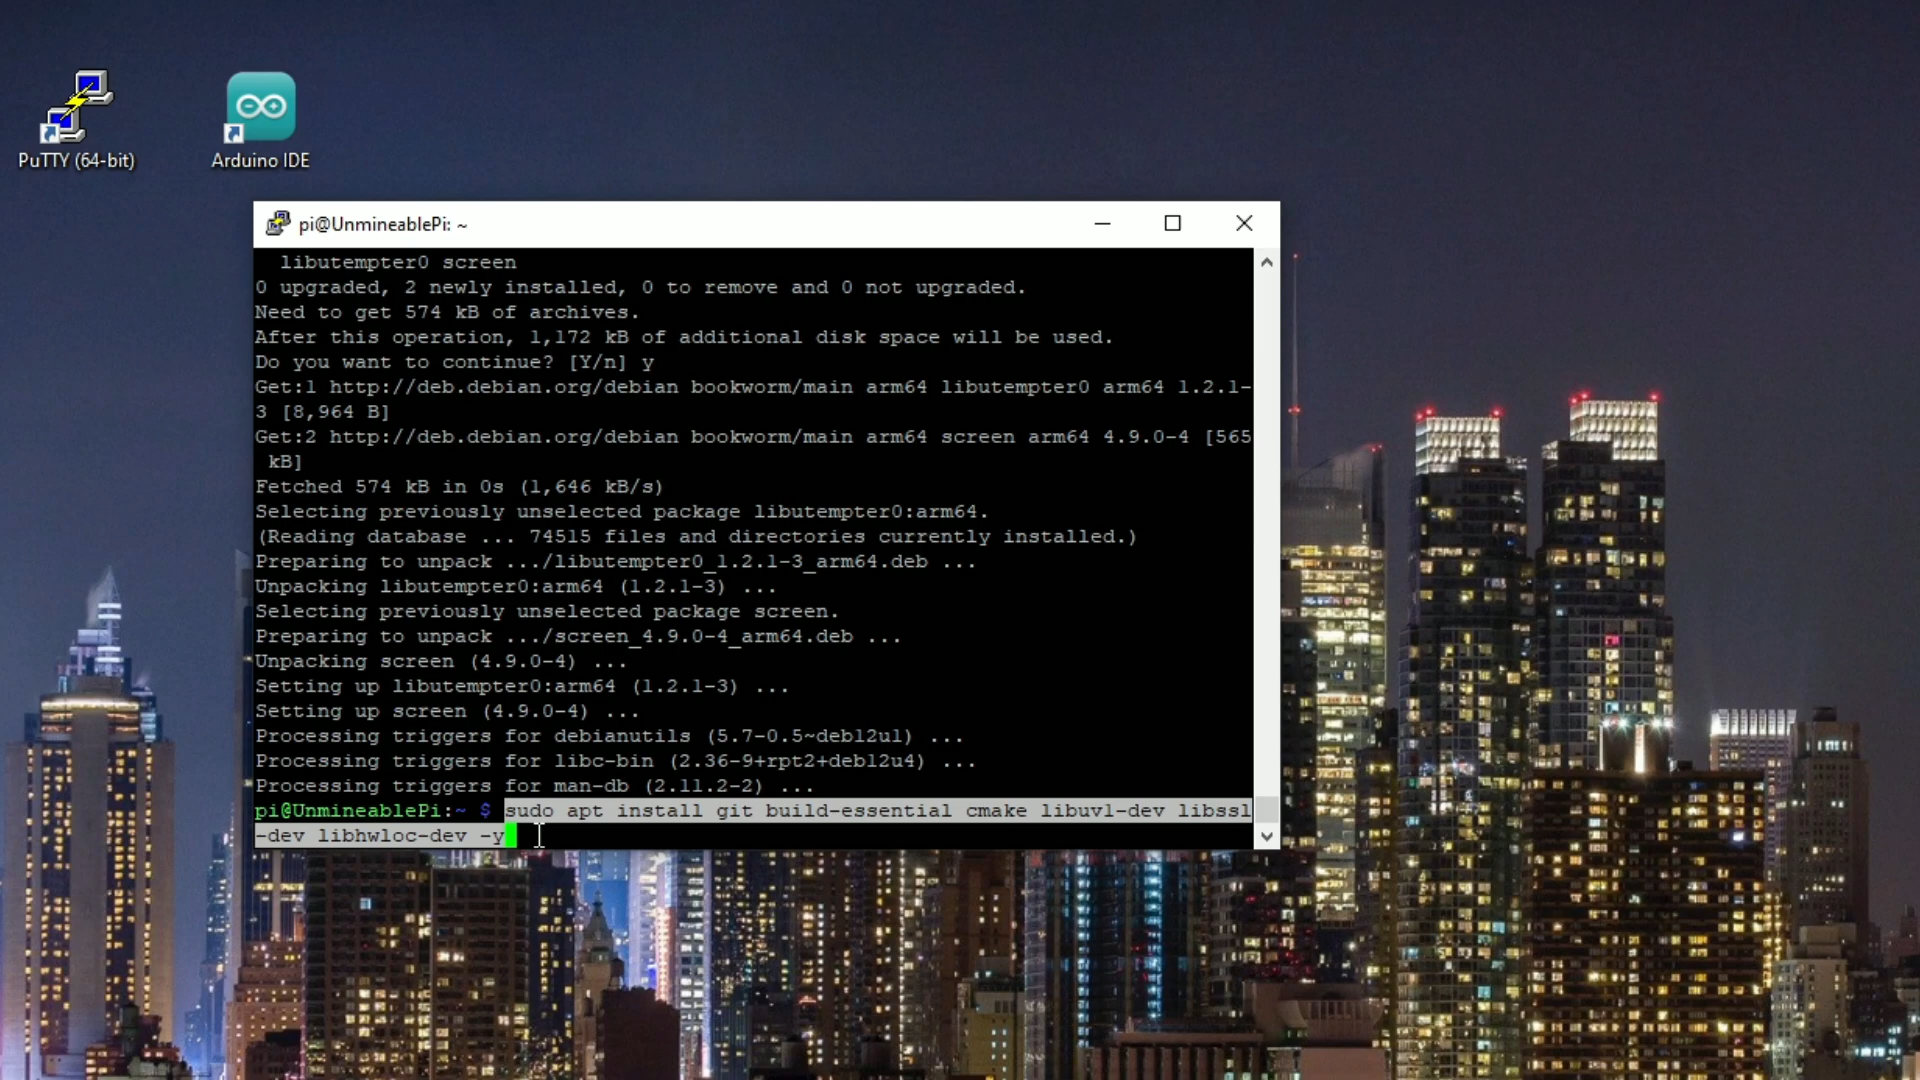 PuTTY (64-bit)
Arduino IDE
pi@UnmineablePi: ~
libutempter0 screen
0 upgraded, 2 newly installed, 0 to remove and 0 not upgraded.
Need to get 574 kB of archives.
After this operation, 1,172 kB of additional disk space will be used.
Do you want to continue? [Y/n] y
Get:1 http://deb.debian.org/debian bookworm/main arm64 libutempter0 arm64 1.2.1-
3 [8,964 B]
Get:2 http://deb.debian.org/debian bookworm/main arm64 screen arm64 4.9.0-4 [565
kB]
Fetched 574 kB in 0s (1,646 kB/s)
Selecting previously unselected package libutempter0:arm64.
(Reading database ... 74515 files and directories currently installed.)
Preparing to unpack .../libutempter0_1.2.1-3_arm64.deb ...
Unpacking libutempter0:arm64 (1.2.1-3) ...
Selecting previously unselected package screen.
Preparing to unpack .../screen_4.9.0-4_arm64.deb ...
Unpacking screen (4.9.0-4) ...
Setting up libutempter0:arm64 (1.2.1-3) ...
Setting up screen (4.9.0-4) ...
Processing triggers for debianutils (5.7-0.5~deb12u1) ...
Processing triggers for libc-bin (2.36-9+rpt2+deb12u4) ...
Processing triggers for man-db (2.11.2-2) ...
pi@UnmineablePi:~ $ sudo apt install git build-essential cmake libuv1-dev libssl
-dev libhwloc-dev -y